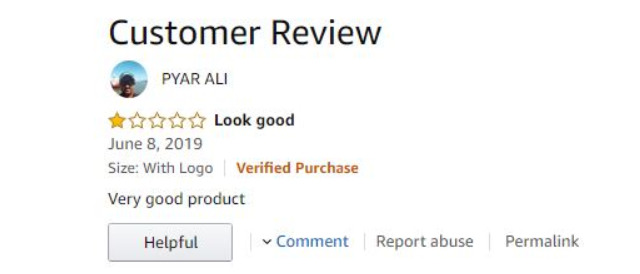 Customer Review
PYAR ALI
Look good
June 8, 2019
Size: With Logo | Verified Purchase
Very good product
Helpful | Comment | Report abuse | Permalink